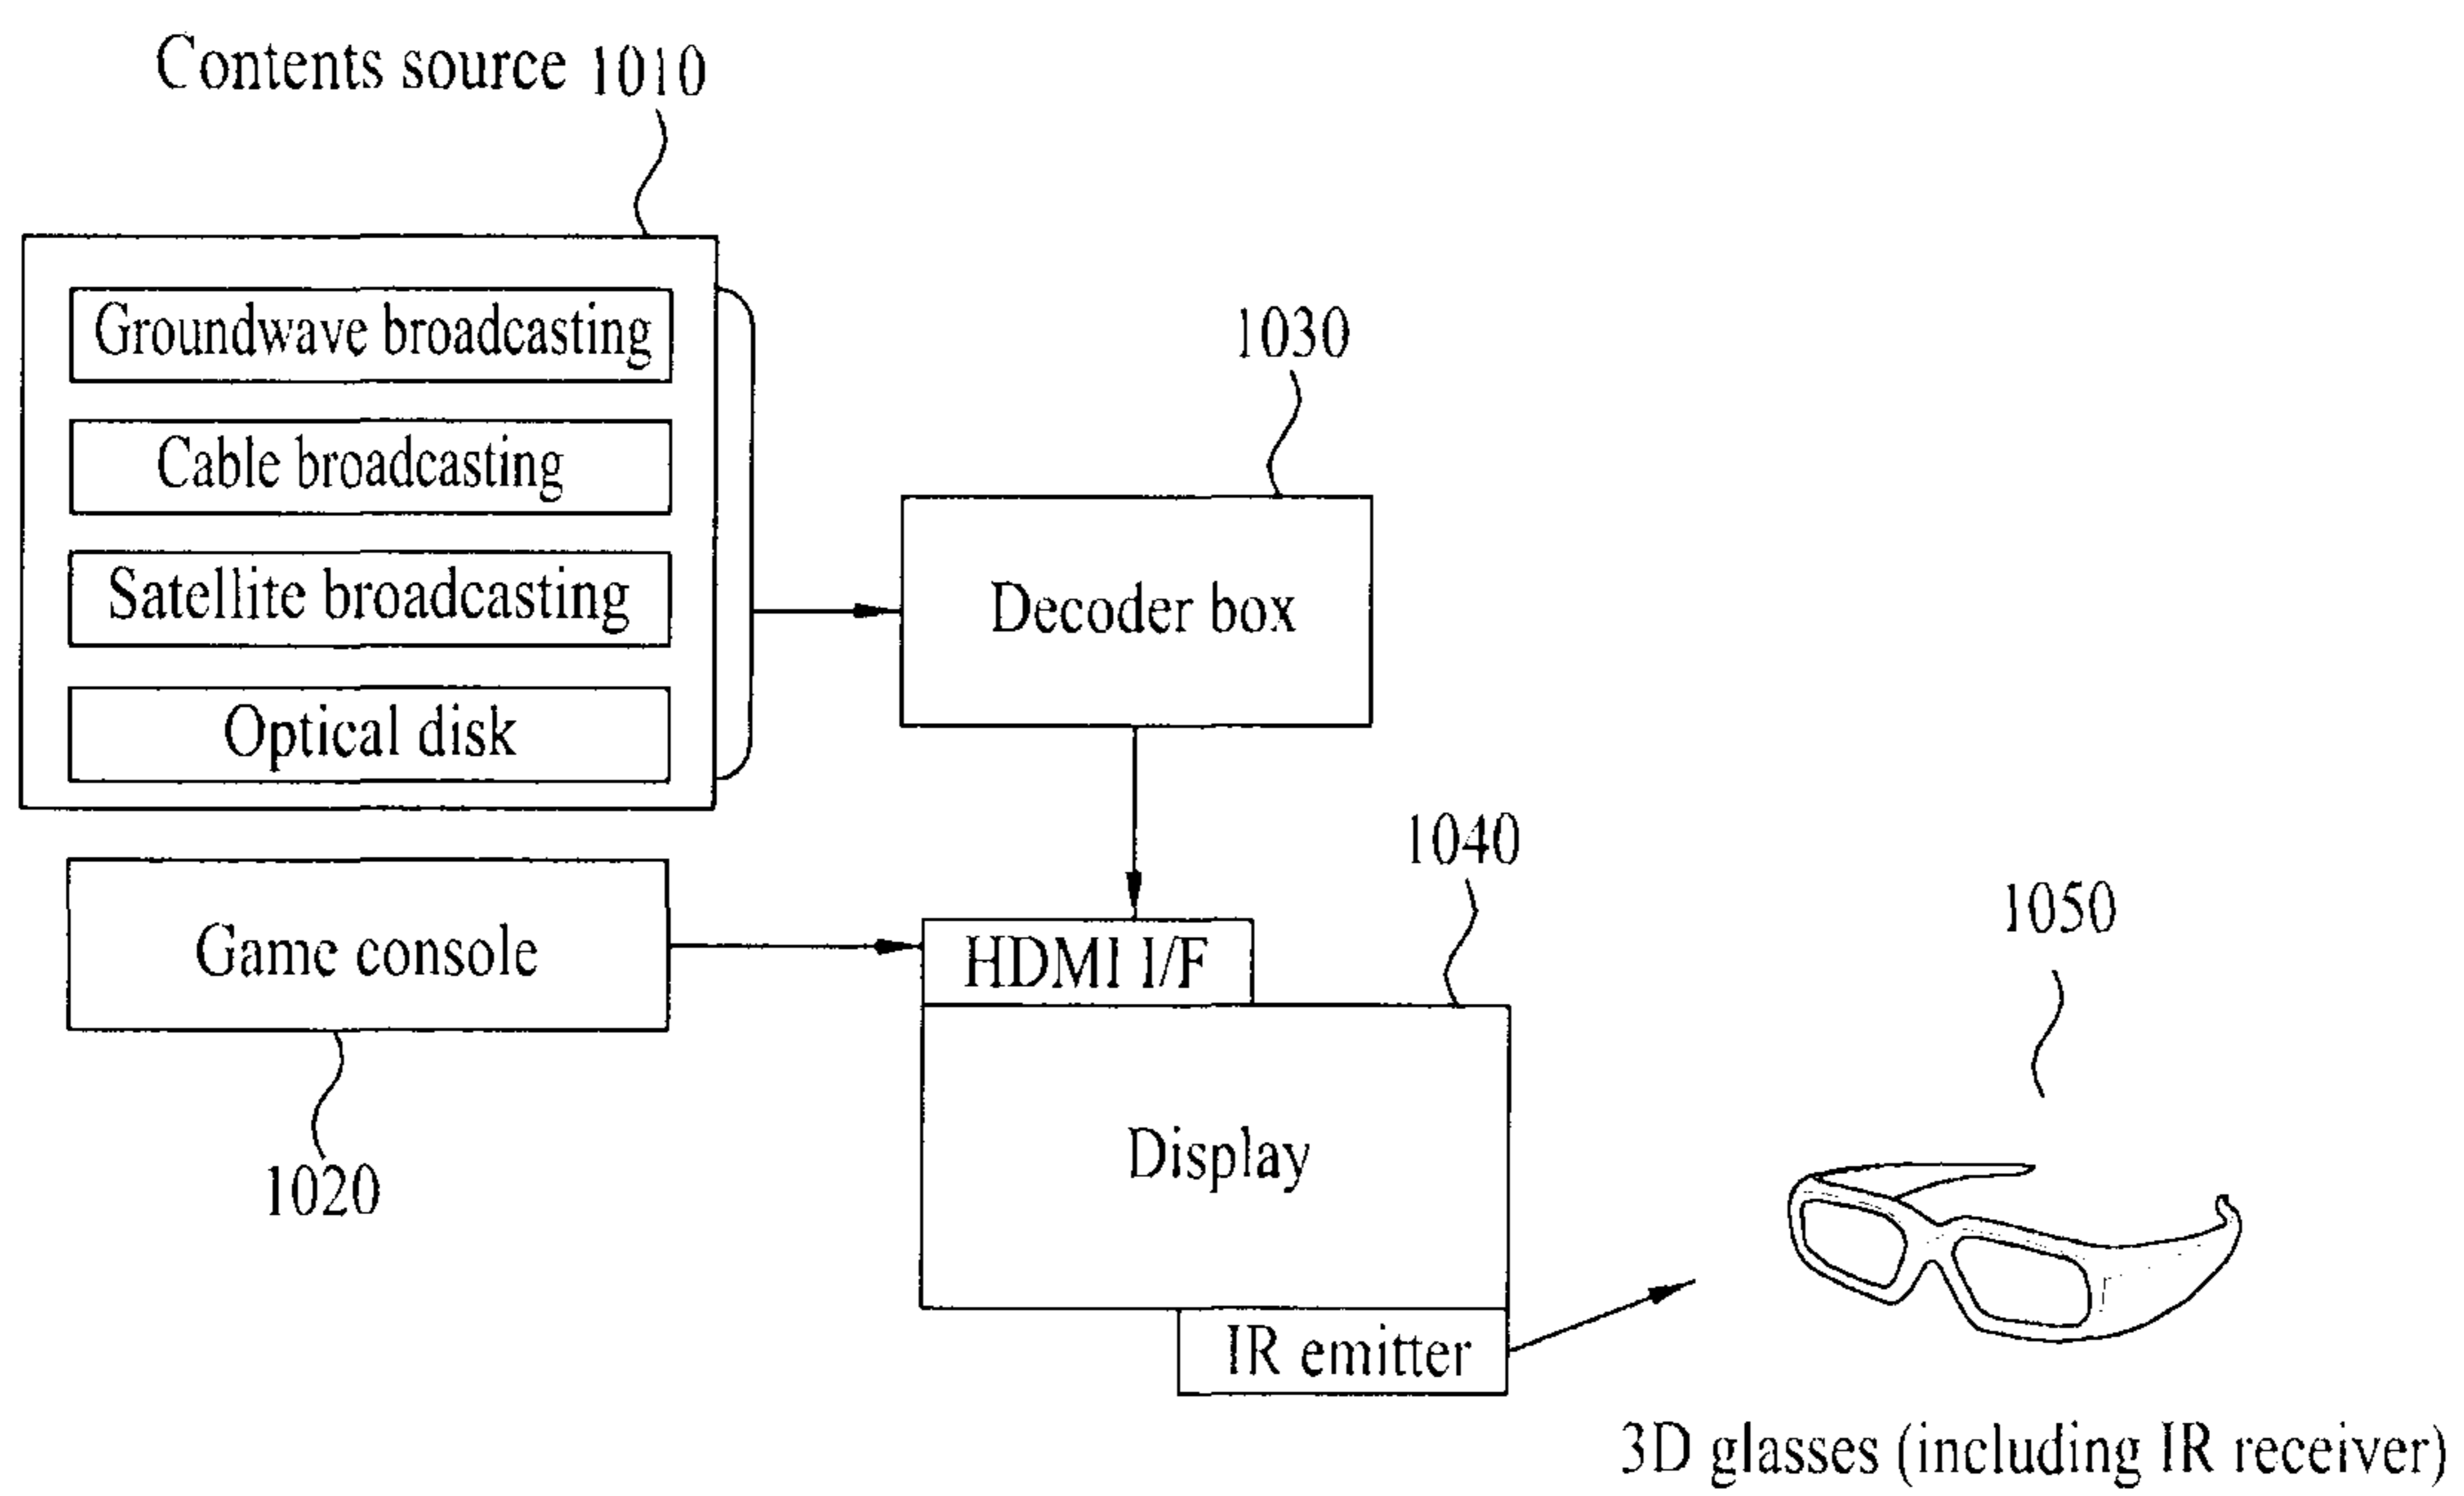 Contents source 1010
Groundwave broadcasting
Cable broadcasting
Satellite broadcasting
Optical disk
1030
Decoder box
Game console
1020
1040
HDMI I/F
Display
IR emitter
1050
3D glasses (including IR receiver)